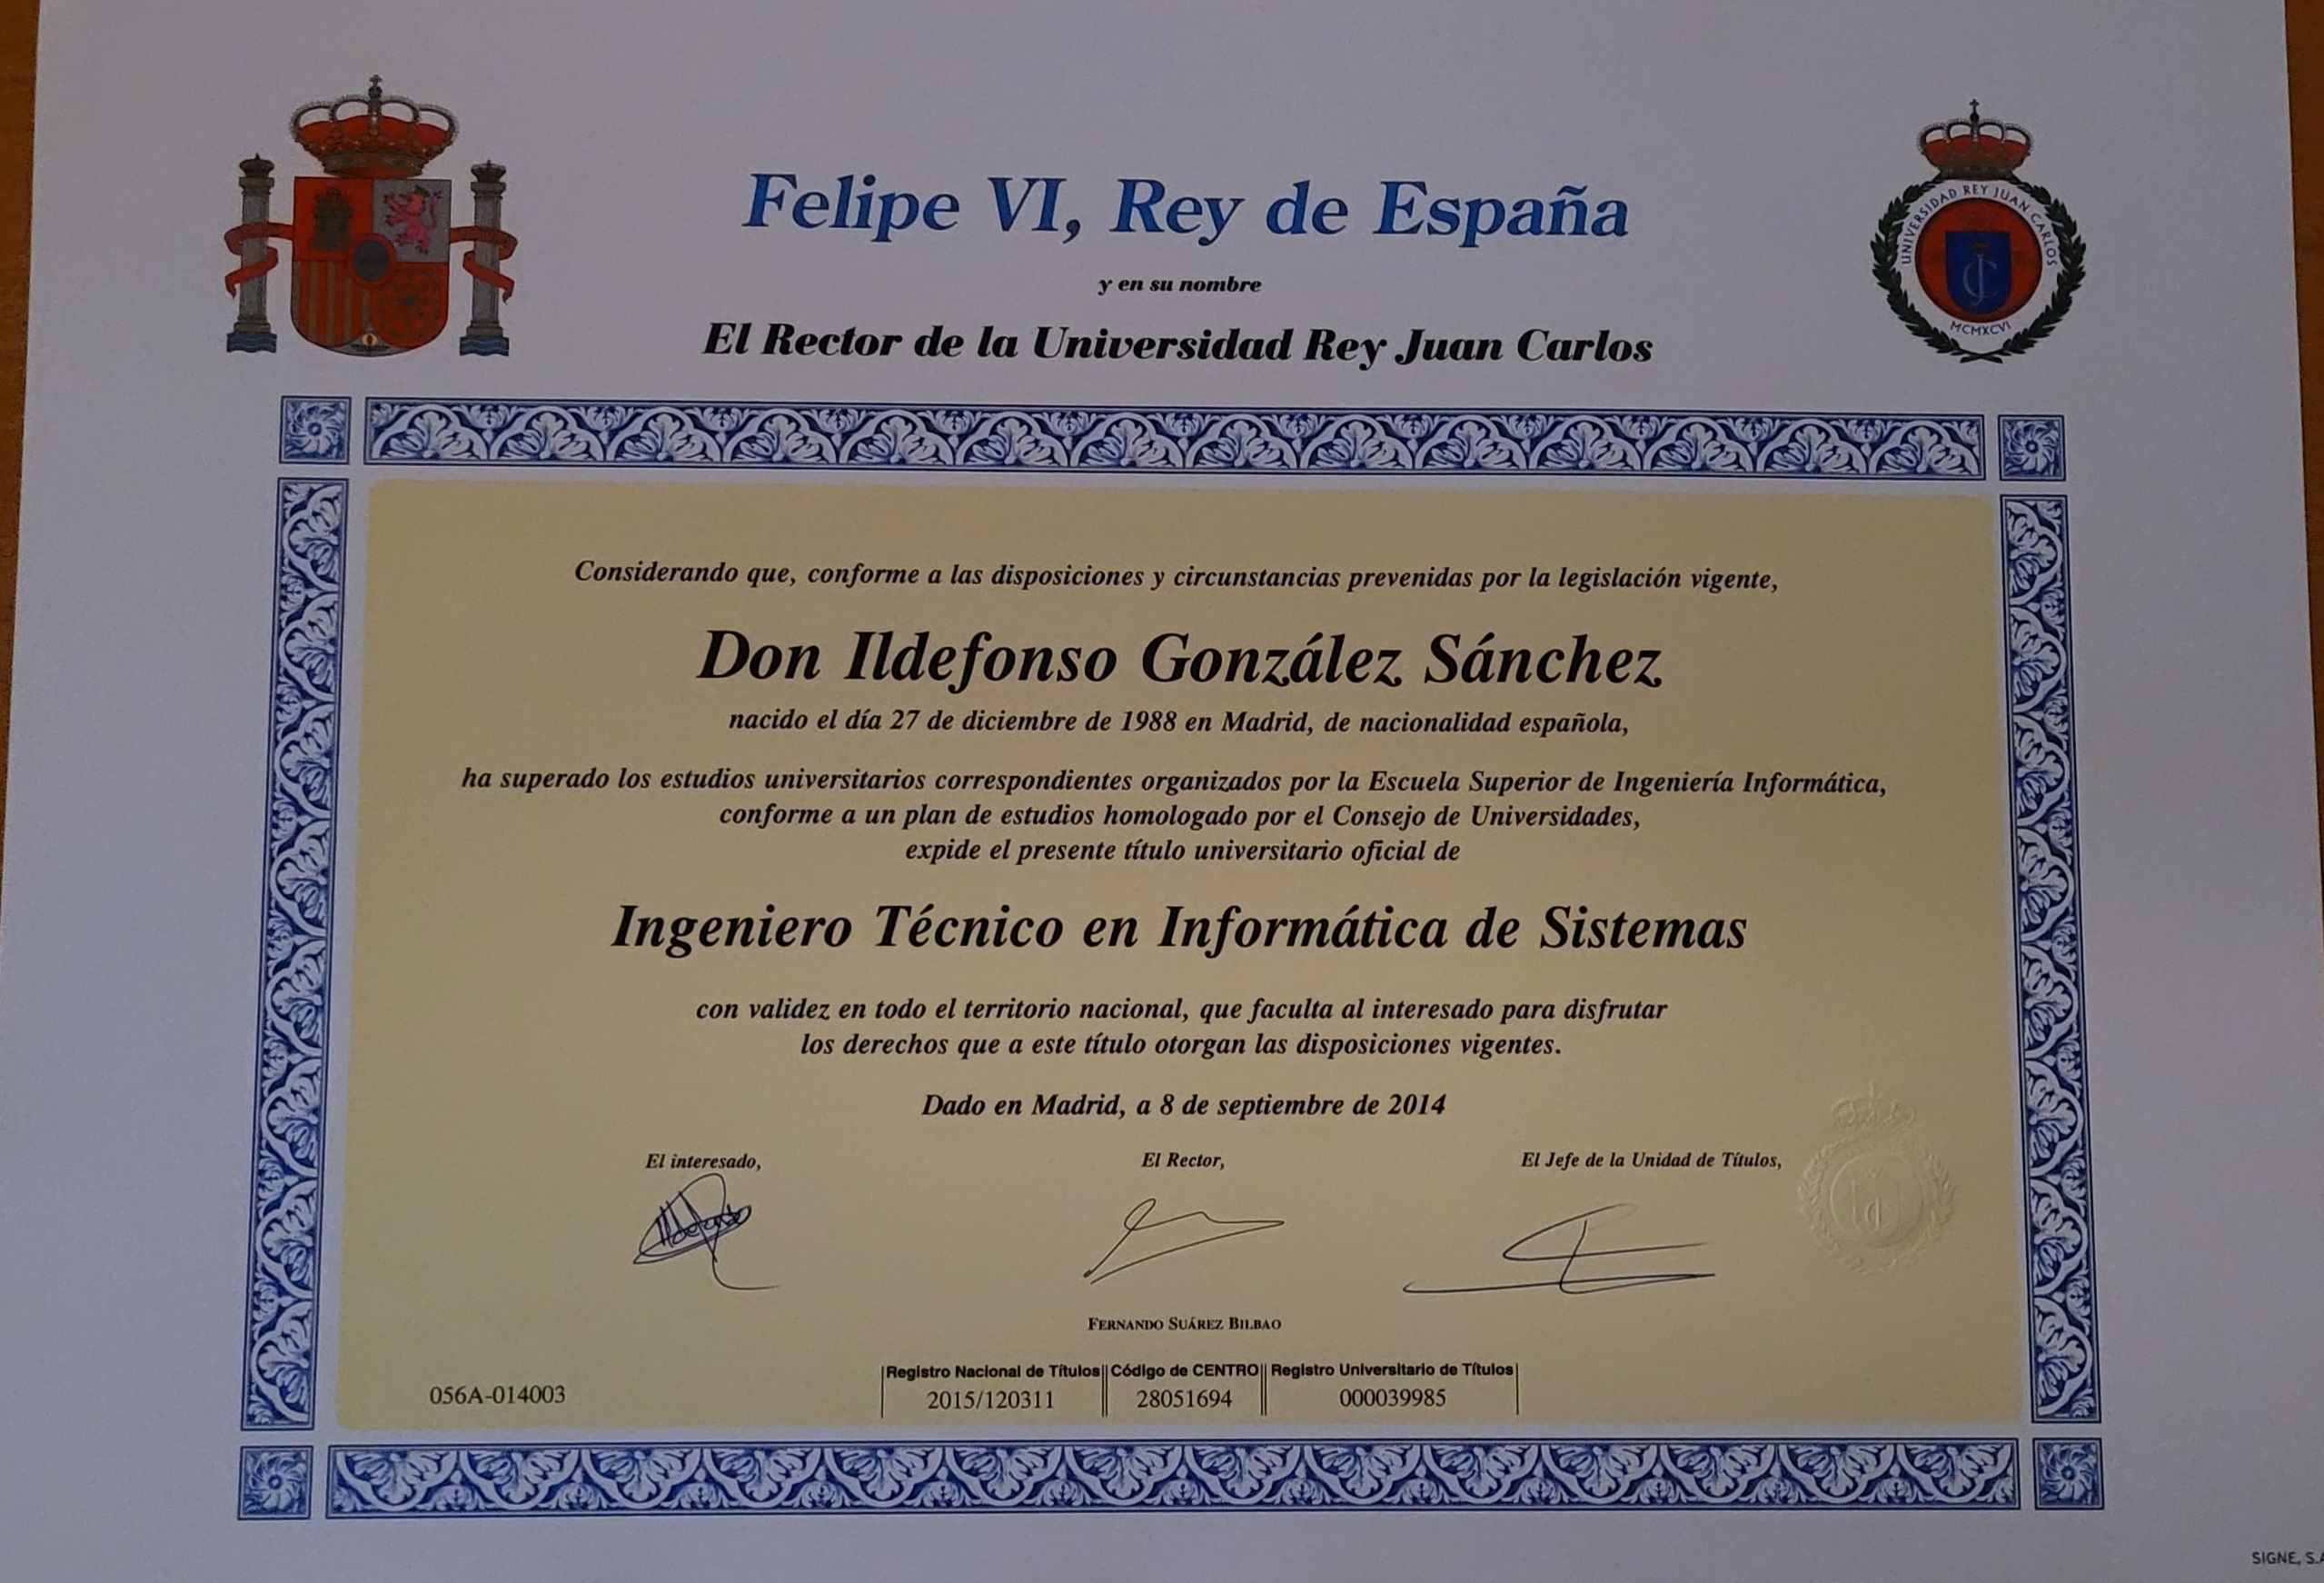 Felipe VI, Rey de España
y en su nombre
El Rector de la Universidad Rey Juan Carlos
UNIVERSIDAD REY JUAN CARLOS
MCMXCVI
Considerando que, conforme a las disposiciones y circunstancias prevenidas por la legislación vigente,
Don Ildefonso González Sánchez
nacido el día 27 de diciembre de 1988 en Madrid, de nacionalidad española,
ha superado los estudios universitarios correspondientes organizados por la Escuela Superior de Ingeniería Informática,
conforme a un plan de estudios homologado por el Consejo de Universidades,
expide el presente título universitario oficial de
Ingeniero Técnico en Informática de Sistemas
con validez en todo el territorio nacional, que faculta al interesado para disfrutar
los derechos que a este título otorgan las disposiciones vigentes.
Dado en Madrid, a 8 de septiembre de 2014
El interesado, El Rector, El Jefe de la Unidad de Títulos,
FERNANDO SUÁREZ BILBAO
Registro Nacional de Títulos Código de CENTRO Registro Universitario de Títulos
056A-014003 2015/120311 28051694 000039985
SIGNE, S.A